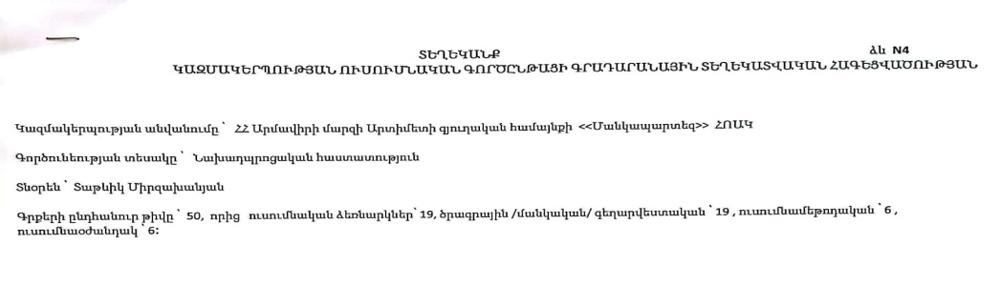 ՏԵՂԵԿԱՆՔ
ձև N4
ԿԱԶՄԱԿԵՐՊՈՒԹՅԱՆ ՈՒՍՈՒՄՆԱԿԱՆ ԳՈՐԾԸՆԹԱՑԻ ԳՐԱԴԱՐԱՆԱՅԻՆ ՏԵՂԵԿԱՏՎԱԿԱՆ ՀԱԳԵՑՎԱԾՈՒԹՅԱՆ
Կազմակերպության անվանումը ՝ ՀՀ Արմավիրի մարզի Արտիմետի գյուղական համայնքի <<Մանկապարտեզ>> ՀՈԱԿ
Գործունեության տեսակը ՝ Նախադպրոցական հաստատություն
Տնօրեն ՝ Տաթևիկ Միրզախանյան
Գրքերի ընդհանուր թիվը ՝ 50, որից ուսումնական ձեռնարկներ՝ 19, ծրագրային /մանկական/ գեղարվեստական ՝ 19 , ուսումնամեթոդական ՝ 6 ,
ուսումնաօժանդակ ՝ 6: